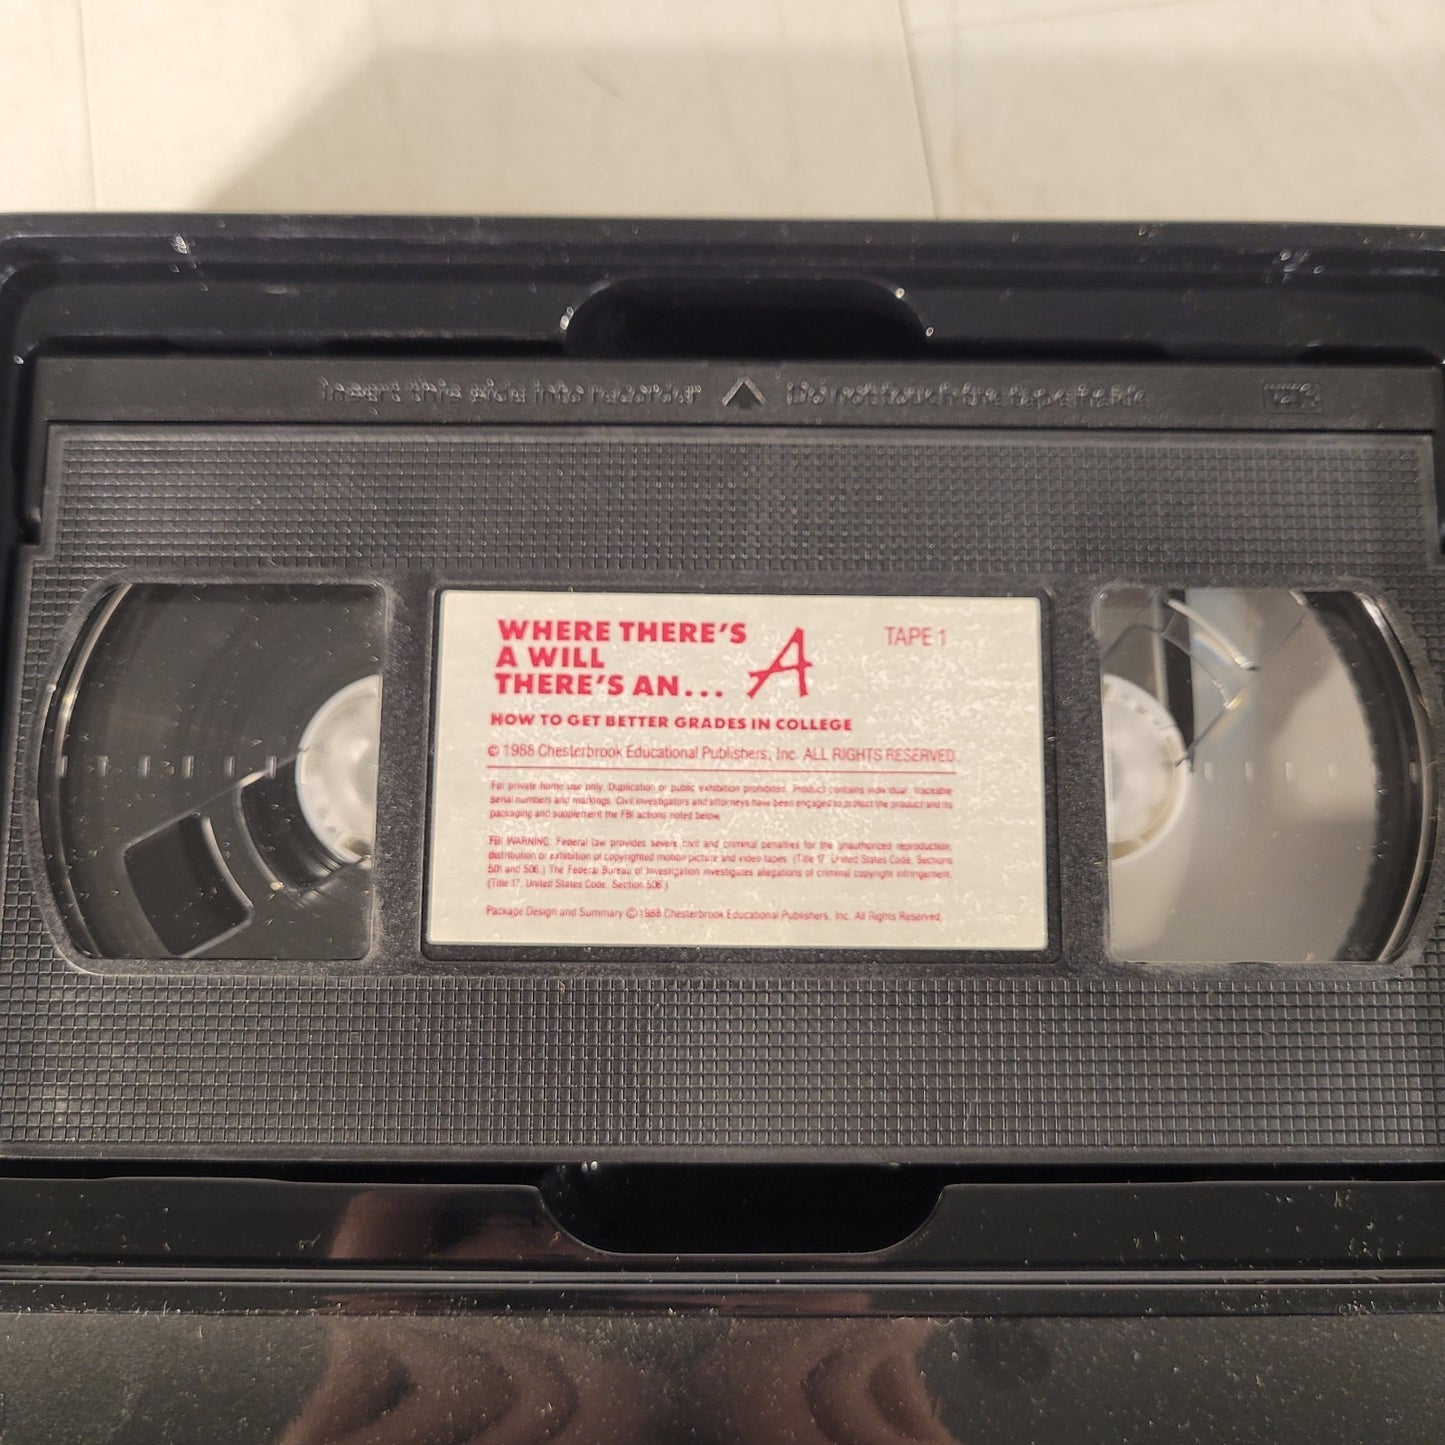 Insert this side into recorder Do not touch the tape inside
VHS
WHERE THERE'S
A WILL
THERE'S AN... A
TAPE 1
HOW TO GET BETTER GRADES IN COLLEGE
© 1988 Chesterbrook Educational Publishers, Inc. ALL RIGHTS RESERVED.
For private home use only. Duplication or public exhibition prohibited. Product contains individual, traceable
serial numbers and markings. Civil investigators and attorneys have been engaged to protect the product and its
packaging and supplement the FBI actions noted below.
FBI WARNING: Federal law provides severe civil and criminal penalties for the unauthorized reproduction,
distribution or exhibition of copyrighted motion picture and video tapes. (Title 17, United States Code, Sections
501 and 506.) The Federal Bureau of Investigation investigates allegations of criminal copyright infringement.
(Title 17, United States Code, Section 506.)
Package Design and Summary © 1988 Chesterbrook Educational Publishers, Inc. All Rights Reserved.